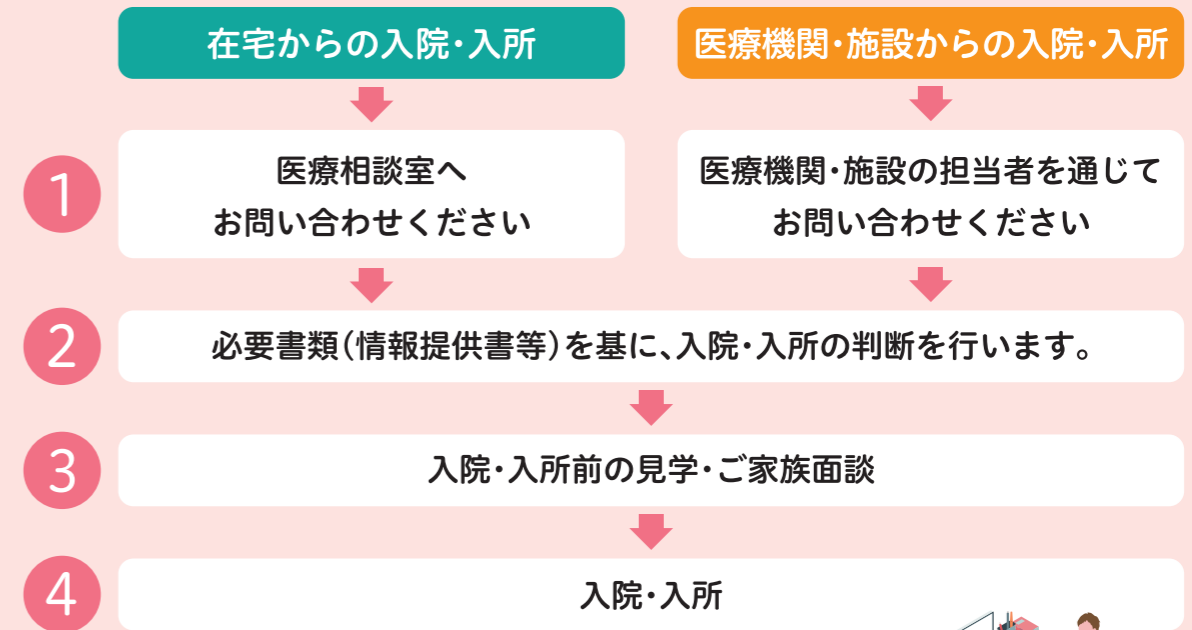 在宅からの入院・入所
医療機関・施設からの入院・入所
1
医療相談室へ
お問い合わせください
医療機関・施設の担当者を通じて
お問い合わせください
2
必要書類(情報提供書等)を基に、入院・入所の判断を行います。
3
入院・入所前の見学・ご家族面談
4
入院・入所